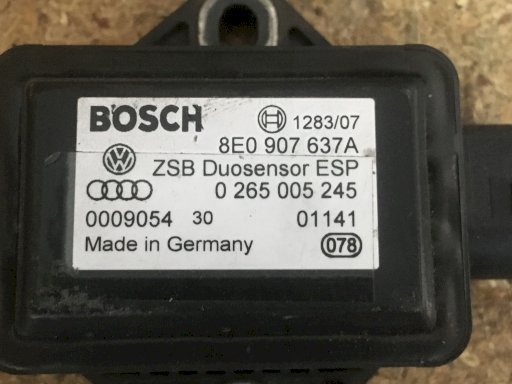 BOSCH 1283/07
8E0 907 637A
ZSB Duosensor ESP
0 265 005 245
0009054 30 01141
Made in Germany 078